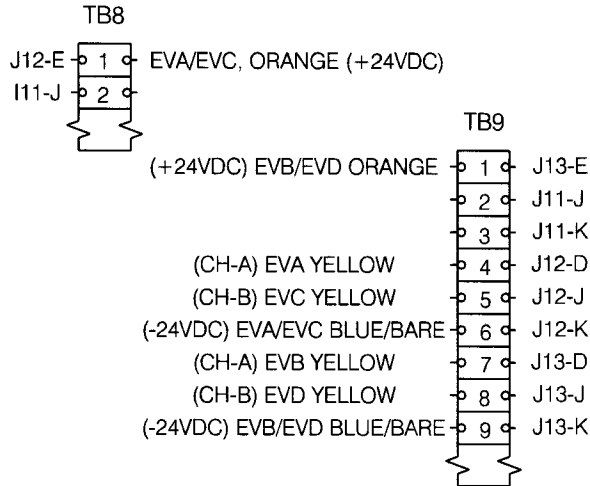 TB8
J12-E 1 EVA/EVC, ORANGE (+24VDC)
I11-J 2
TB9
(+24VDC) EVB/EVD ORANGE 1 J13-E
2 J11-J
3 J11-K
(CH-A) EVA YELLOW 4 J12-D
(CH-B) EVC YELLOW 5 J12-J
(-24VDC) EVA/EVC BLUE/BARE 6 J12-K
(CH-A) EVB YELLOW 7 J13-D
(CH-B) EVD YELLOW 8 J13-J
(-24VDC) EVB/EVD BLUE/BARE 9 J13-K